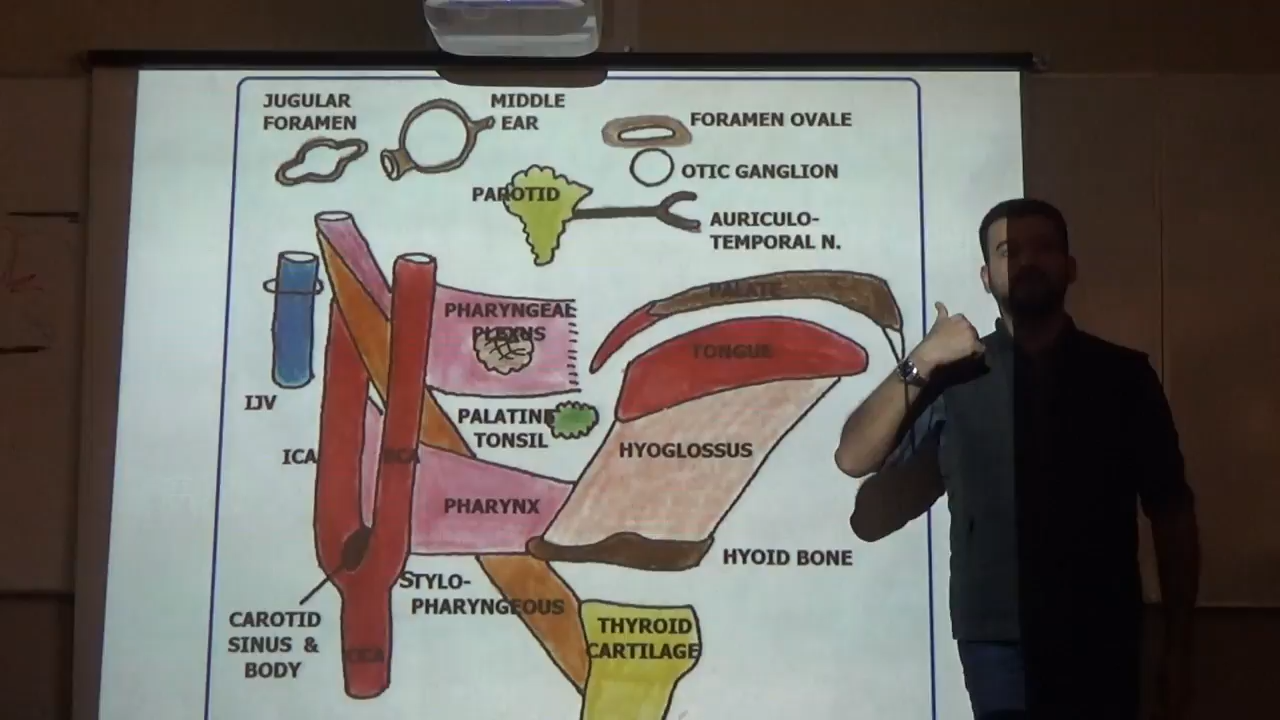 JUGULAR
FORAMEN
MIDDLE
EAR
FORAMEN OVALE
OTIC GANGLION
PAROTID
AURICULO-
TEMPORAL N.
PHARYNGEAL
PLEXUS
PALATE
TONGUE
IJV
PALATINE
TONSIL
ICA
ECA
HYOGLOSSUS
PHARYNX
HYOID BONE
STYLO-
PHARYNGEOUS
CAROTID
SINUS &
BODY
CCA
THYROID
CARTILAGE